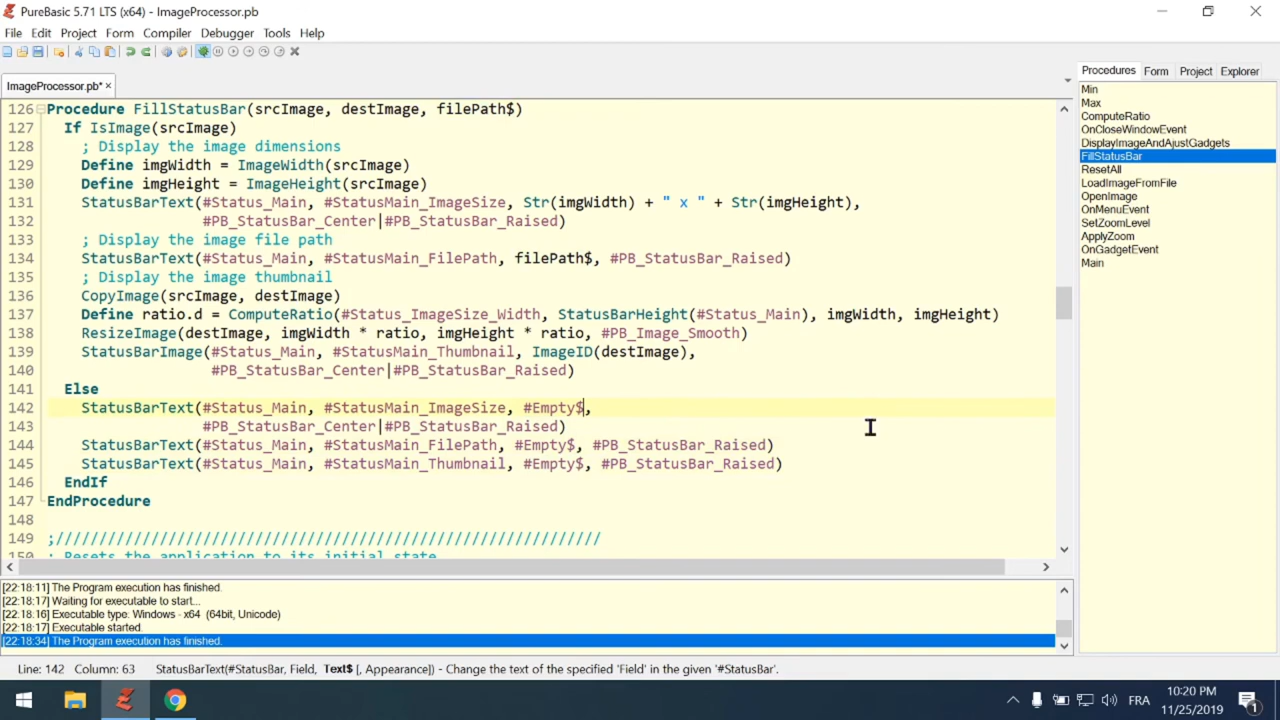 PureBasic 5.71 LTS (x64) - ImageProcessor.pb
File Edit Project Form Compiler Debugger Tools Help
ImageProcessor.pb*
Procedures Form Project Explorer
126 Procedure FillStatusBar(srcImage, destImage, filePath$)
127 If IsImage(srcImage)
128 ; Display the image dimensions
129 Define imgWidth = ImageWidth(srcImage)
130 Define imgHeight = ImageHeight(srcImage)
131 StatusBarText(#Status_Main, #StatusMain_ImageSize, Str(imgWidth) + " x " + Str(imgHeight),
132 #PB_StatusBar_Center|#PB_StatusBar_Raised)
133 ; Display the image file path
134 StatusBarText(#Status_Main, #StatusMain_FilePath, filePath$, #PB_StatusBar_Raised)
135 ; Display the image thumbnail
136 CopyImage(srcImage, destImage)
137 Define ratio.d = ComputeRatio(#Status_ImageSize_Width, StatusBarHeight(#Status_Main), imgWidth, imgHeight)
138 ResizeImage(destImage, imgWidth * ratio, imgHeight * ratio, #PB_Image_Smooth)
139 StatusBarImage(#Status_Main, #StatusMain_Thumbnail, ImageID(destImage),
140 #PB_StatusBar_Center|#PB_StatusBar_Raised)
141 Else
142 StatusBarText(#Status_Main, #StatusMain_ImageSize, #Empty$,
143 #PB_StatusBar_Center|#PB_StatusBar_Raised)
144 StatusBarText(#Status_Main, #StatusMain_FilePath, #Empty$, #PB_StatusBar_Raised)
145 StatusBarText(#Status_Main, #StatusMain_Thumbnail, #Empty$, #PB_StatusBar_Raised)
146 EndIf
147 EndProcedure
148
149 ;///////////////////////////////////////////////////////////////
150 ; Resets the application to its initial state
Min
Max
ComputeRatio
OnCloseWindowEvent
DisplayImageAndAjustGadgets
FillStatusBar
ResetAll
LoadImageFromFile
OpenImage
OnMenuEvent
SetZoomLevel
ApplyZoom
OnGadgetEvent
Main
[22:18:11] The Program execution has finished.
[22:18:17] Waiting for executable to start...
[22:18:16] Executable type: Windows - x64 (64bit, Unicode)
[22:18:17] Executable started.
[22:18:34] The Program execution has finished.
Line: 142 Column: 63 StatusBarText(#StatusBar, Field, Text$ [, Appearance]) - Change the text of the specified 'Field' in the given '#StatusBar'.
FRA
10:20 PM
11/25/2019
1